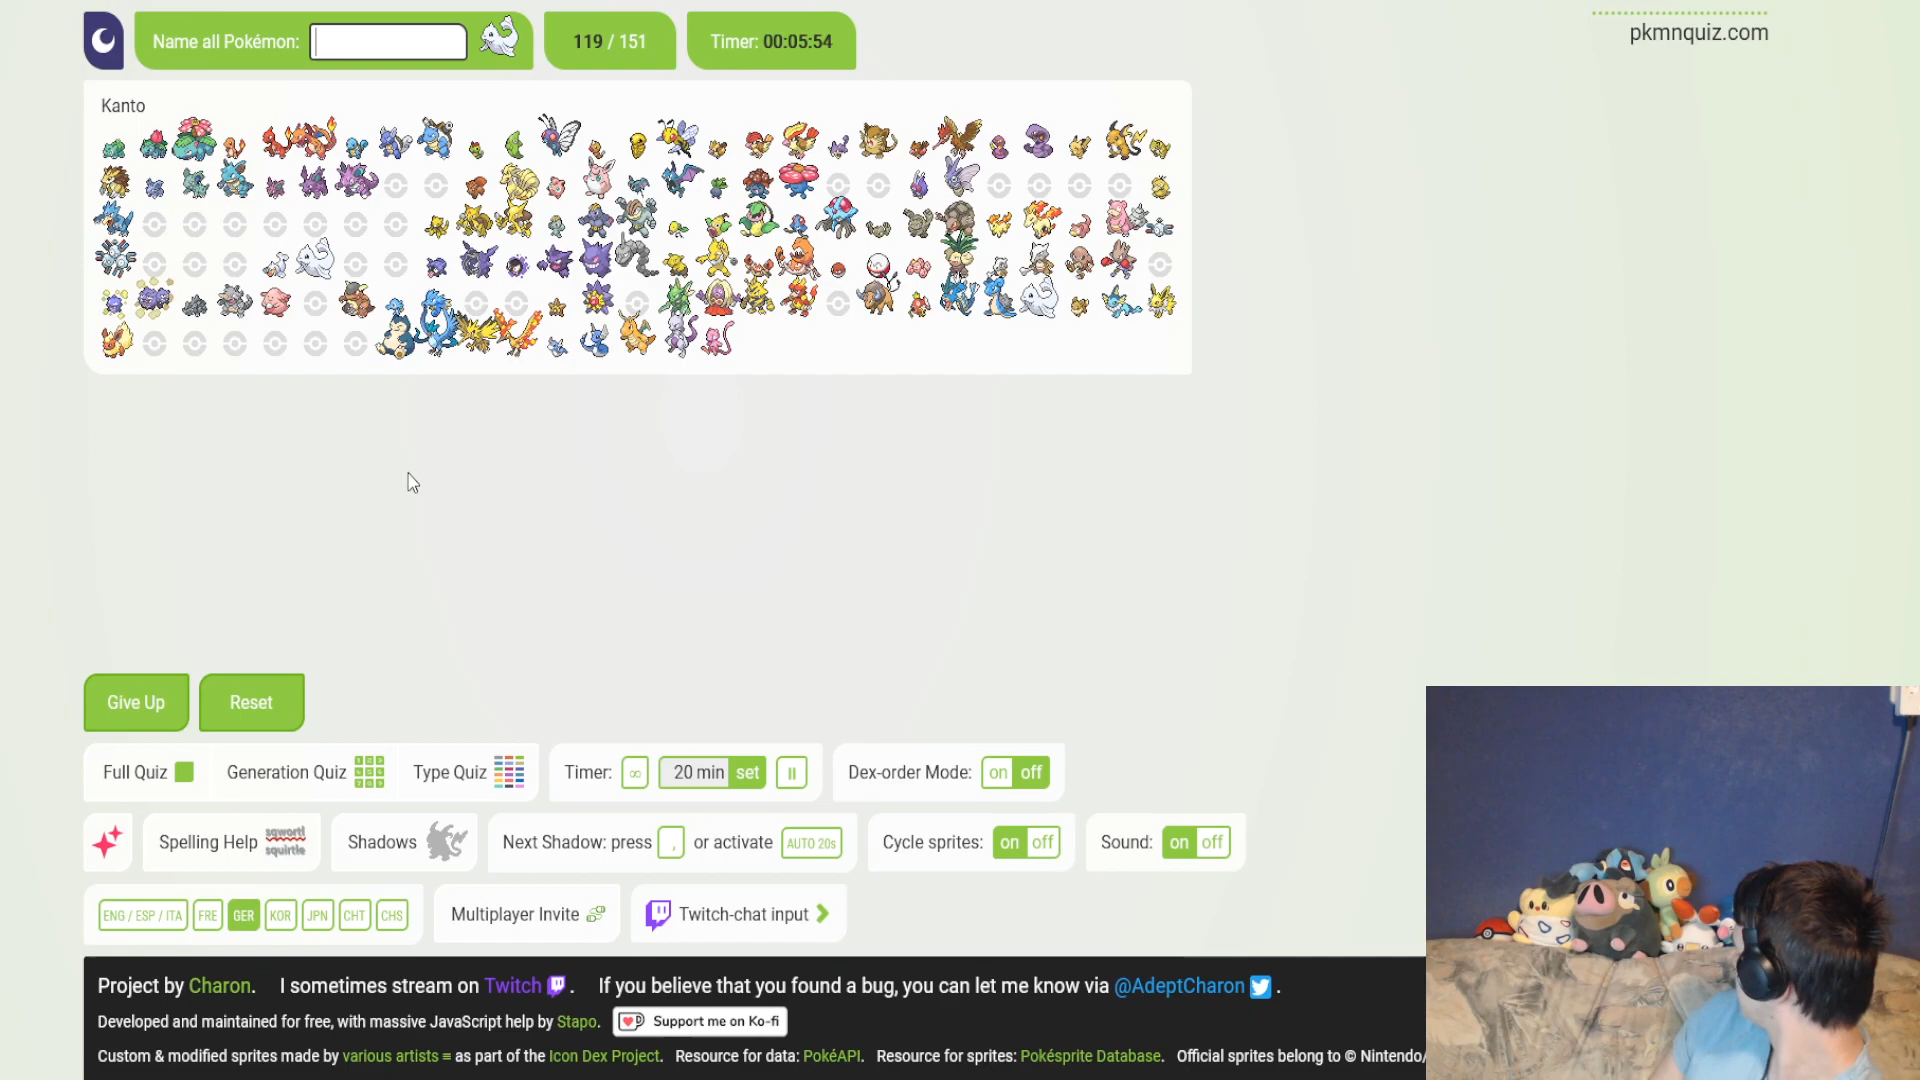 Name all Pokémon:
119 / 151
Timer: 00:05:54
pkmnquiz.com
Kanto
Give Up
Reset
Full Quiz
Generation Quiz
Type Quiz
Timer: ∞ 20 min set
Dex-order Mode: on off
Spelling Help sqwortl squirtle
Shadows
Next Shadow: press , or activate AUTO 20s
Cycle sprites: on off
Sound: on off
ENG / ESP / ITA FRE GER KOR JPN CHT CHS
Multiplayer Invite
Twitch-chat input
Project by Charon. I sometimes stream on Twitch . If you believe that you found a bug, you can let me know via @AdeptCharon .
Developed and maintained for free, with massive JavaScript help by Stapo. Support me on Ko-fi
Custom & modified sprites made by various artists = as part of the Icon Dex Project. Resource for data: PokéAPI. Resource for sprites: Pokésprite Database. Official sprites belong to © Nintendo/